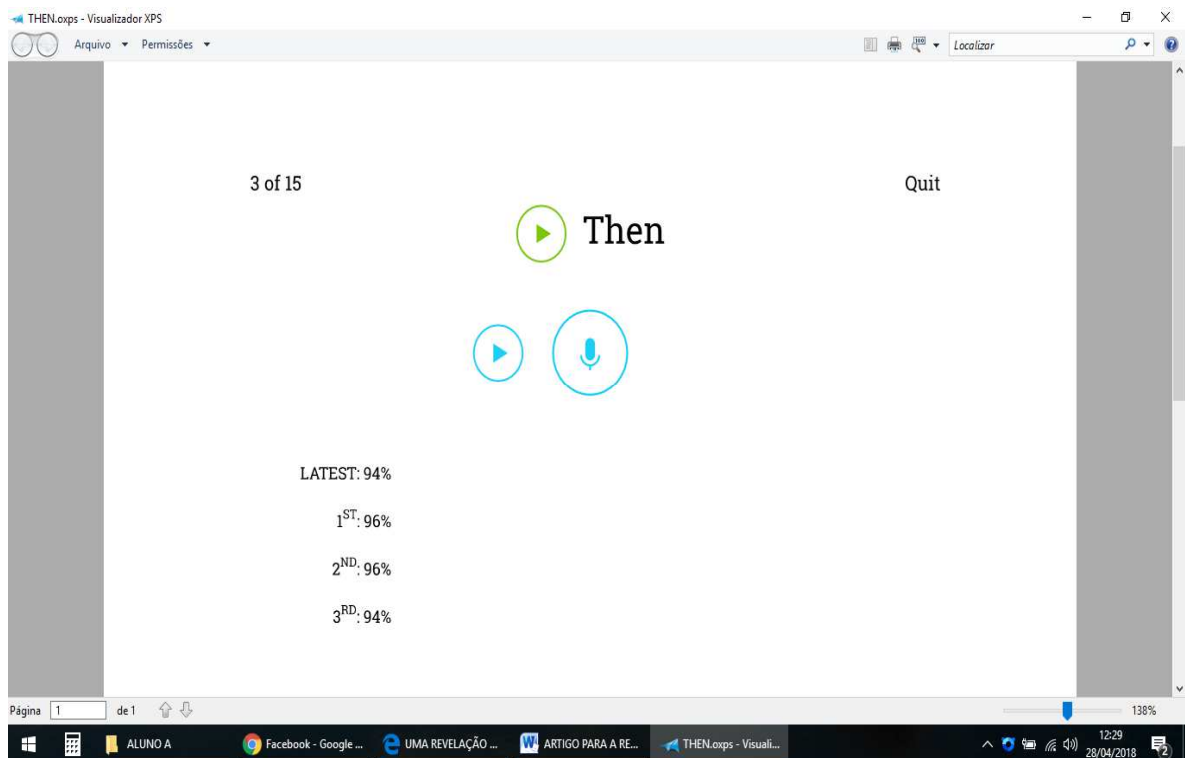 THEN.oxps - Visualizador XPS
Arquivo Permissões Localizar
3 of 15 Quit
Then
LATEST: 94%
1ST: 96%
2ND: 96%
3RD: 94%
Página 1 de 1 138%
ALUNO A Facebook - Google ... UMA REVELAÇÃO ... ARTIGO PARA A RE... THEN.oxps - Visuali... 12:29
28/04/2018